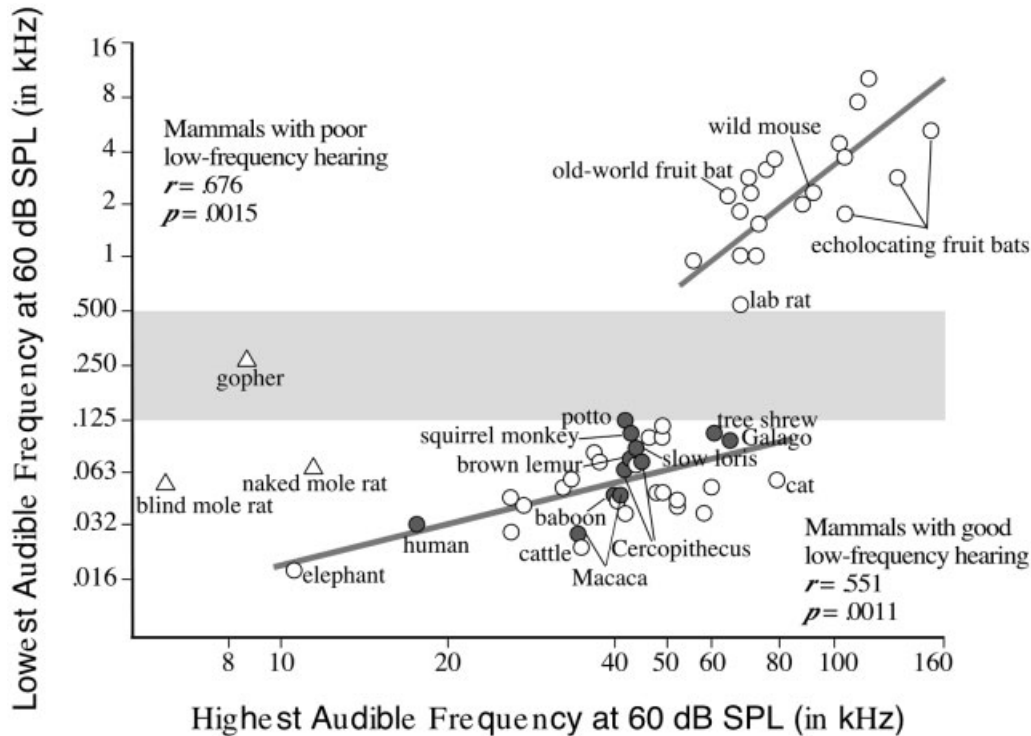 Lowest Audible Frequency at 60 dB SPL (in kHz)
16
8
4
2
1
.500
.250
.125
.063
.032
.016
Mammals with poor
low-frequency hearing
r = .676
p = .0015
wild mouse
old-world fruit bat
echolocating fruit bats
lab rat
gopher
potto
tree shrew
squirrel monkey
Galago
slow loris
brown lemur
naked mole rat
blind mole rat
cat
baboon
human
Cercopithecus
cattle
Macaca
elephant
Mammals with good
low-frequency hearing
r = .551
p = .0011
8 10 20 40 50 60 80 100 160
Highest Audible Frequency at 60 dB SPL (in kHz)